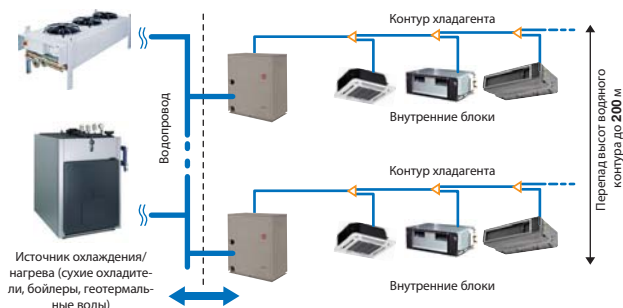 Контур хладагента
Водопровод
Внутренние блоки
Перепад высот водяного
контура до 200 м
Контур хладагента
Источник охлаждения/
нагрева (сухие охладите-
ли, бойлеры, геотермаль-
ные воды)
Внутренние блоки